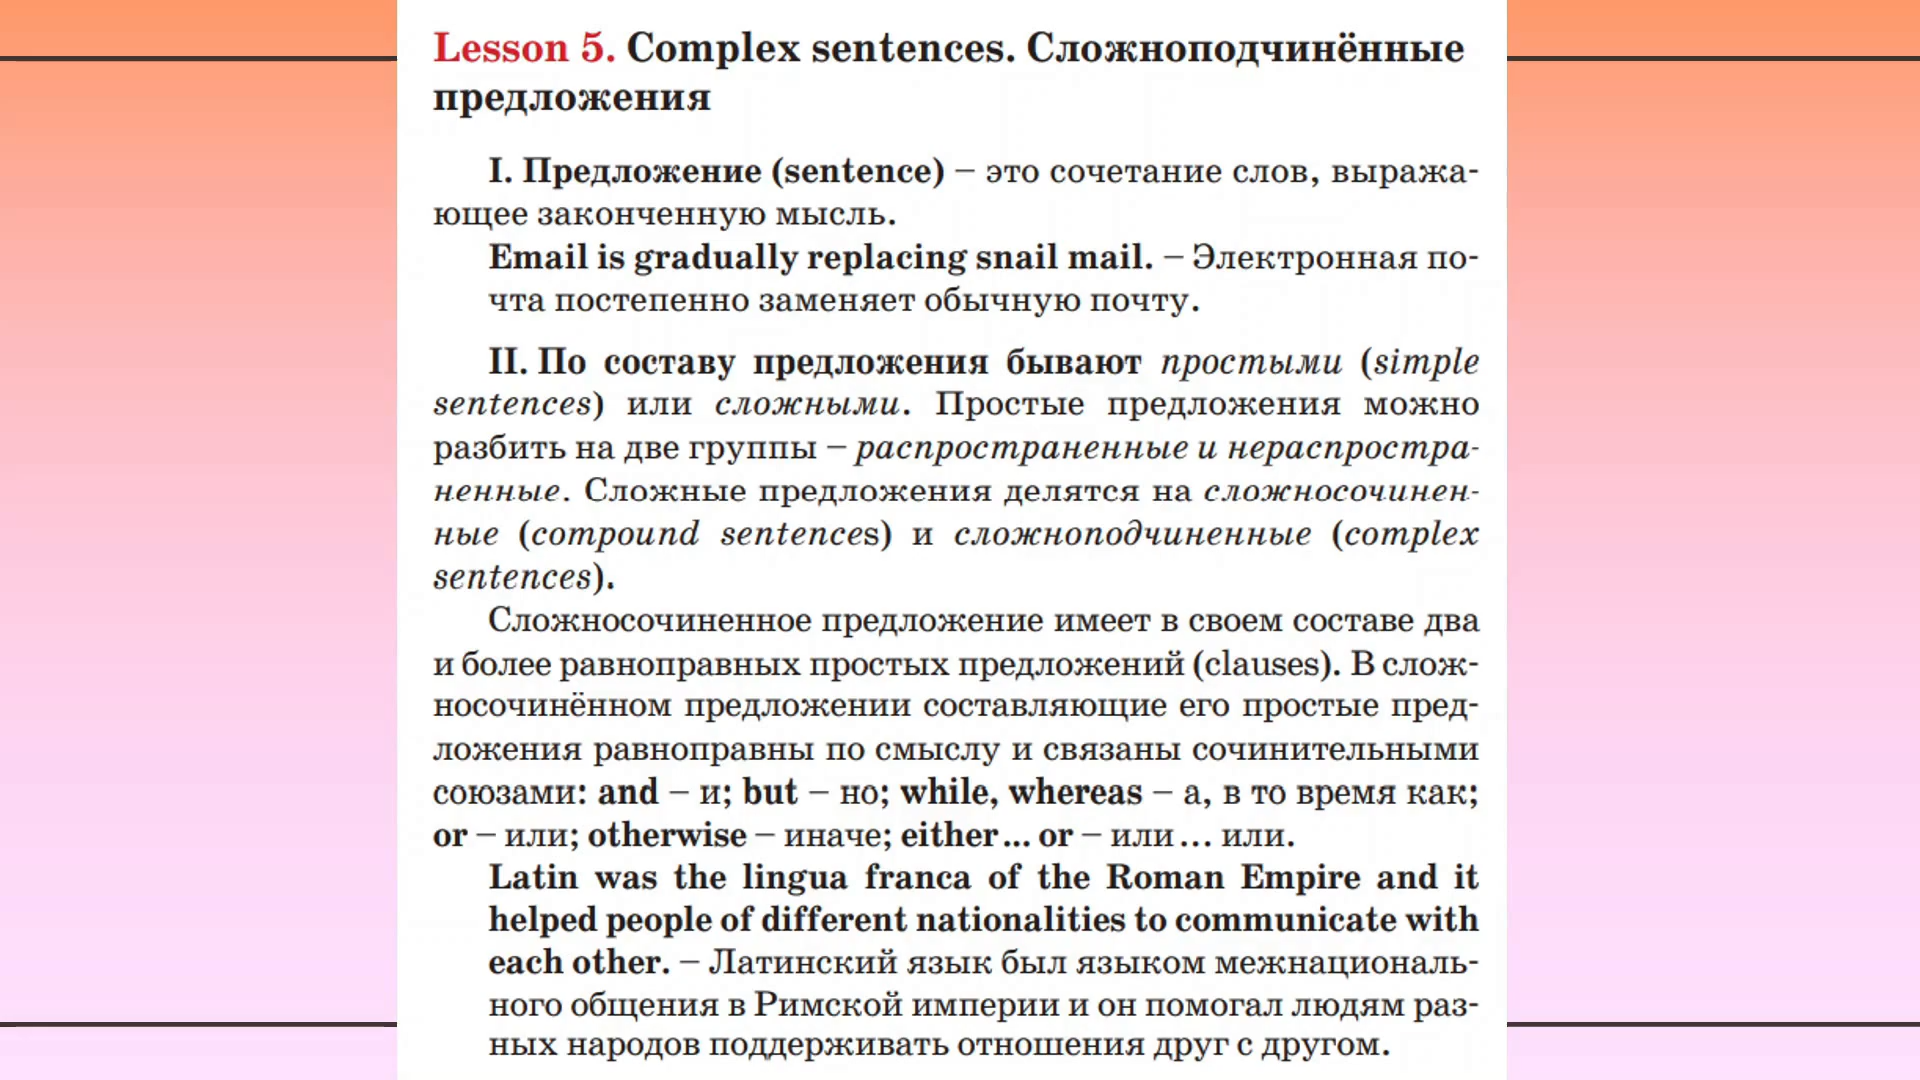 Lesson 5. Complex sentences. Сложноподчинённые
предложения
I. Предложение (sentence) – это сочетание слов, выража-
ющее законченную мысль.
Email is gradually replacing snail mail. – Электронная по-
чта постепенно заменяет обычную почту.
II. По составу предложения бывают простыми (simple
sentences) или сложными. Простые предложения можно
разбить на две группы – распространенные и нераспростра-
ненные. Сложные предложения делятся на сложносочинен-
ные (compound sentences) и сложноподчиненные (complex
sentences).
Сложносочиненное предложение имеет в своем составе два
и более равноправных простых предложений (clauses). В слож-
носочинённом предложении составляющие его простые пред-
ложения равноправны по смыслу и связаны сочинительными
союзами: and – и; but – но; while, whereas – а, в то время как;
or – или; otherwise – иначе; either... or – или... или.
Latin was the lingua franca of the Roman Empire and it
helped people of different nationalities to communicate with
each other. – Латинский язык был языком межнациональ-
ного общения в Римской империи и он помогал людям раз-
ных народов поддерживать отношения друг с другом.